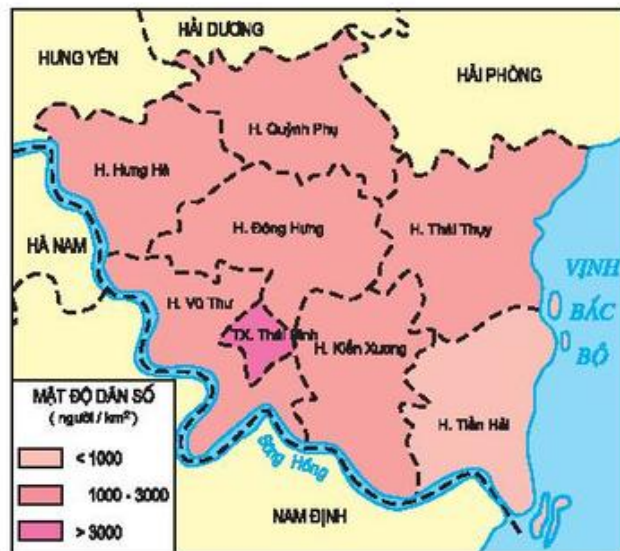 HẢI DƯƠNG
HƯNG YÊN
HẢI PHÒNG
H. Quỳnh Phụ
H. Hưng Hà
H. Đông Hưng
H. Thái Thụy
HÀ NAM
VỊNH
BẮC
BỘ
H. Vũ Thư
TX. Thái Bình
H. Kiến Xương
H. Tiền Hải
Sông Hồng
NAM ĐỊNH
MẬT ĐỘ DÂN SỐ
( người / km²)
< 1000
1000 - 3000
> 3000